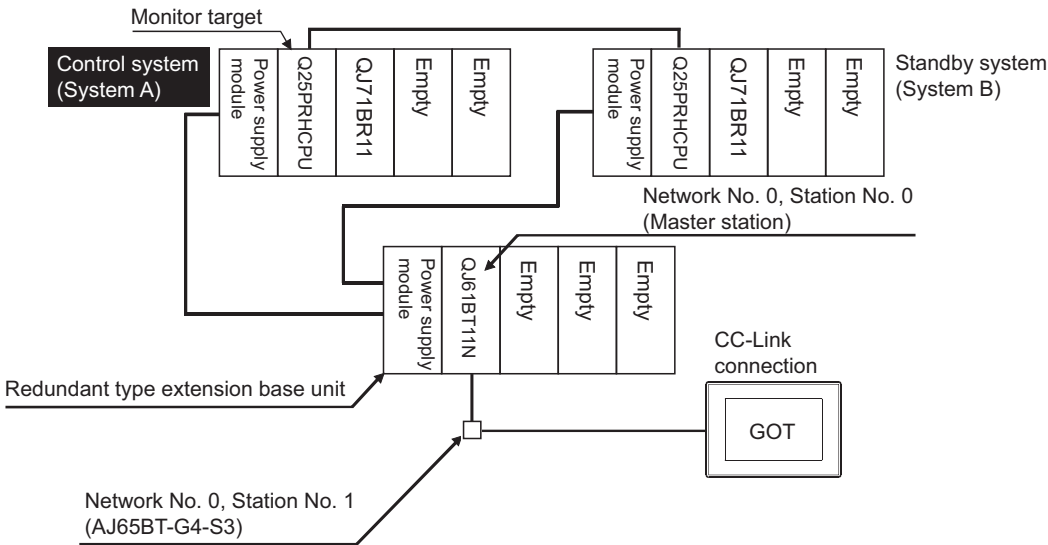 Monitor target
Control system
(System A)
Power supply
module
Q25PRHCPU
QJ71BR11
Empty
Empty
Power supply
module
Q25PRHCPU
QJ71BR11
Empty
Empty
Standby system
(System B)
Network No. 0, Station No. 0
(Master station)
Power supply
module
QJ61BT11N
Empty
Empty
Empty
Redundant type extension base unit
CC-Link
connection
GOT
Network No. 0, Station No. 1
(AJ65BT-G4-S3)